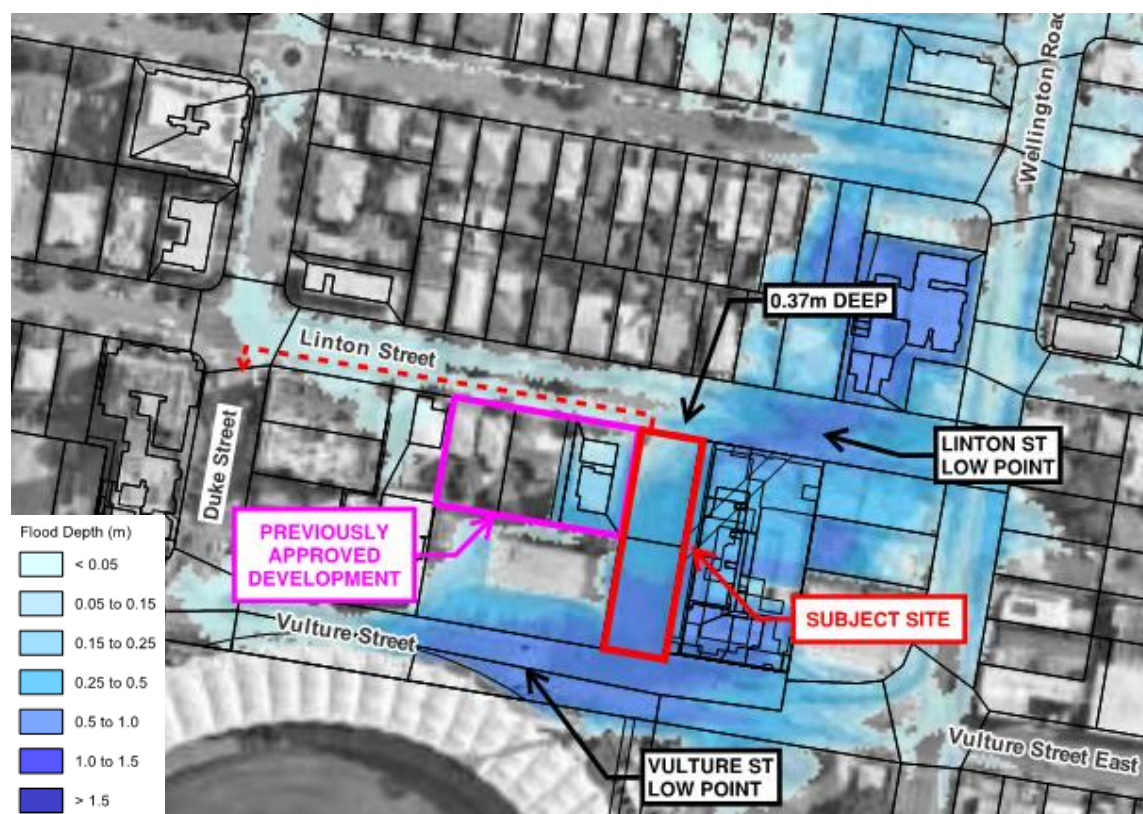 Wellington Road
0.37m DEEP
Linton Street
LINTON ST
LOW POINT
Duke Street
PREVIOUSLY
APPROVED
DEVELOPMENT
SUBJECT SITE
Vulture Street
Vulture Street East
VULTURE ST
LOW POINT
Flood Depth (m)
< 0.05
0.05 to 0.15
0.15 to 0.25
0.25 to 0.5
0.5 to 1.0
1.0 to 1.5
> 1.5